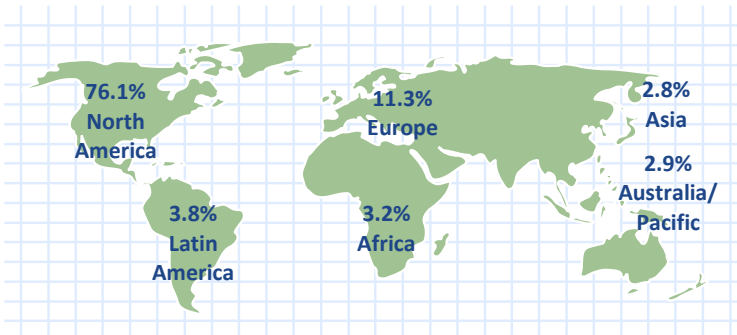 76.1%
North
America
11.3%
Europe
2.8%
Asia
2.9%
Australia/
Pacific
3.8%
Latin
America
3.2%
Africa